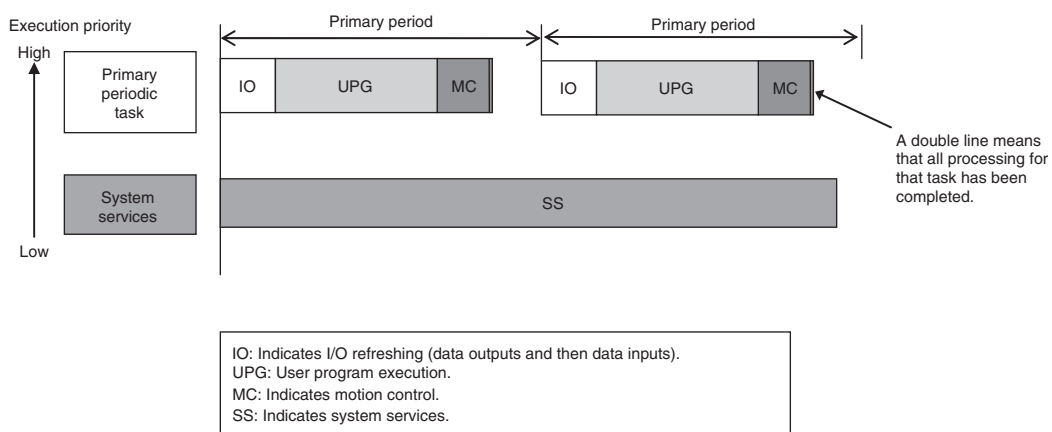 Execution priority
High
Low
Primary period
Primary period
Primary
periodic
task
IO
UPG
MC
IO
UPG
MC
A double line means
that all processing for
that task has been
completed.
System
services
SS
IO: Indicates I/O refreshing (data outputs and then data inputs).
UPG: User program execution.
MC: Indicates motion control.
SS: Indicates system services.